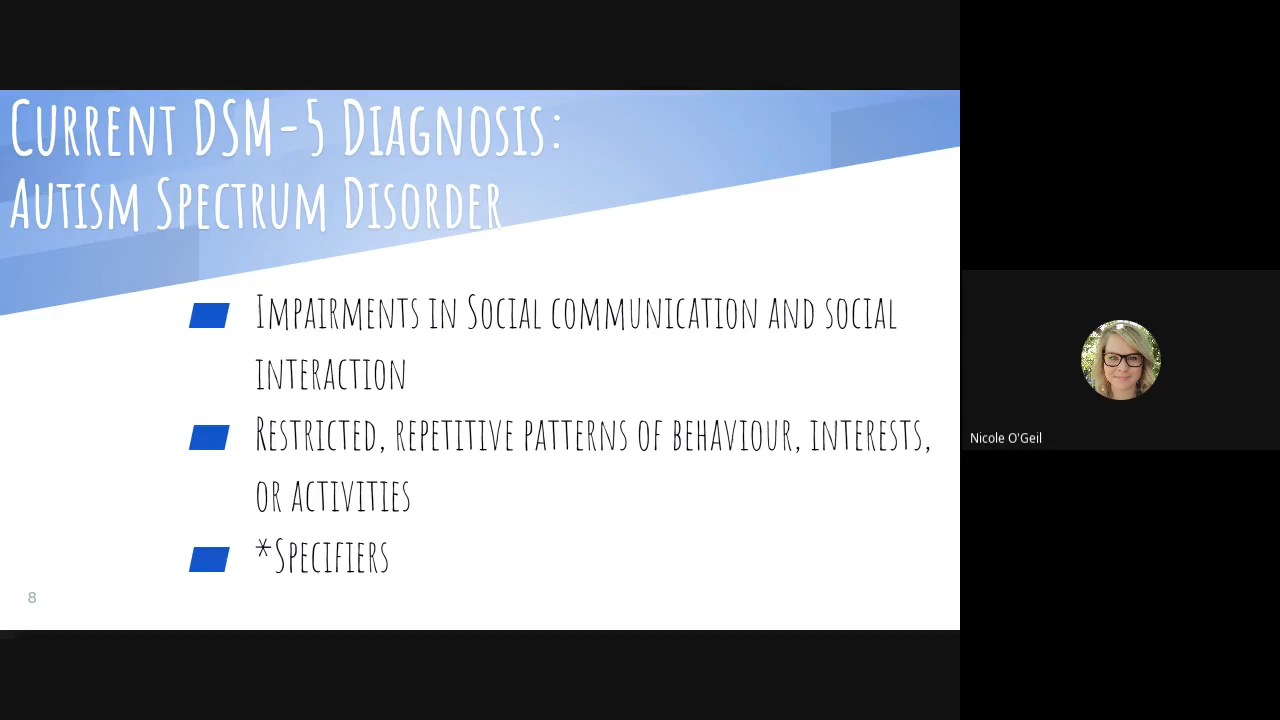 Current DSM-5 Diagnosis:
Autism Spectrum Disorder
Impairments in Social communication and social
interaction
Restricted, repetitive patterns of behaviour, interests,
or activities
*Specifiers
8
Nicole O'Geil